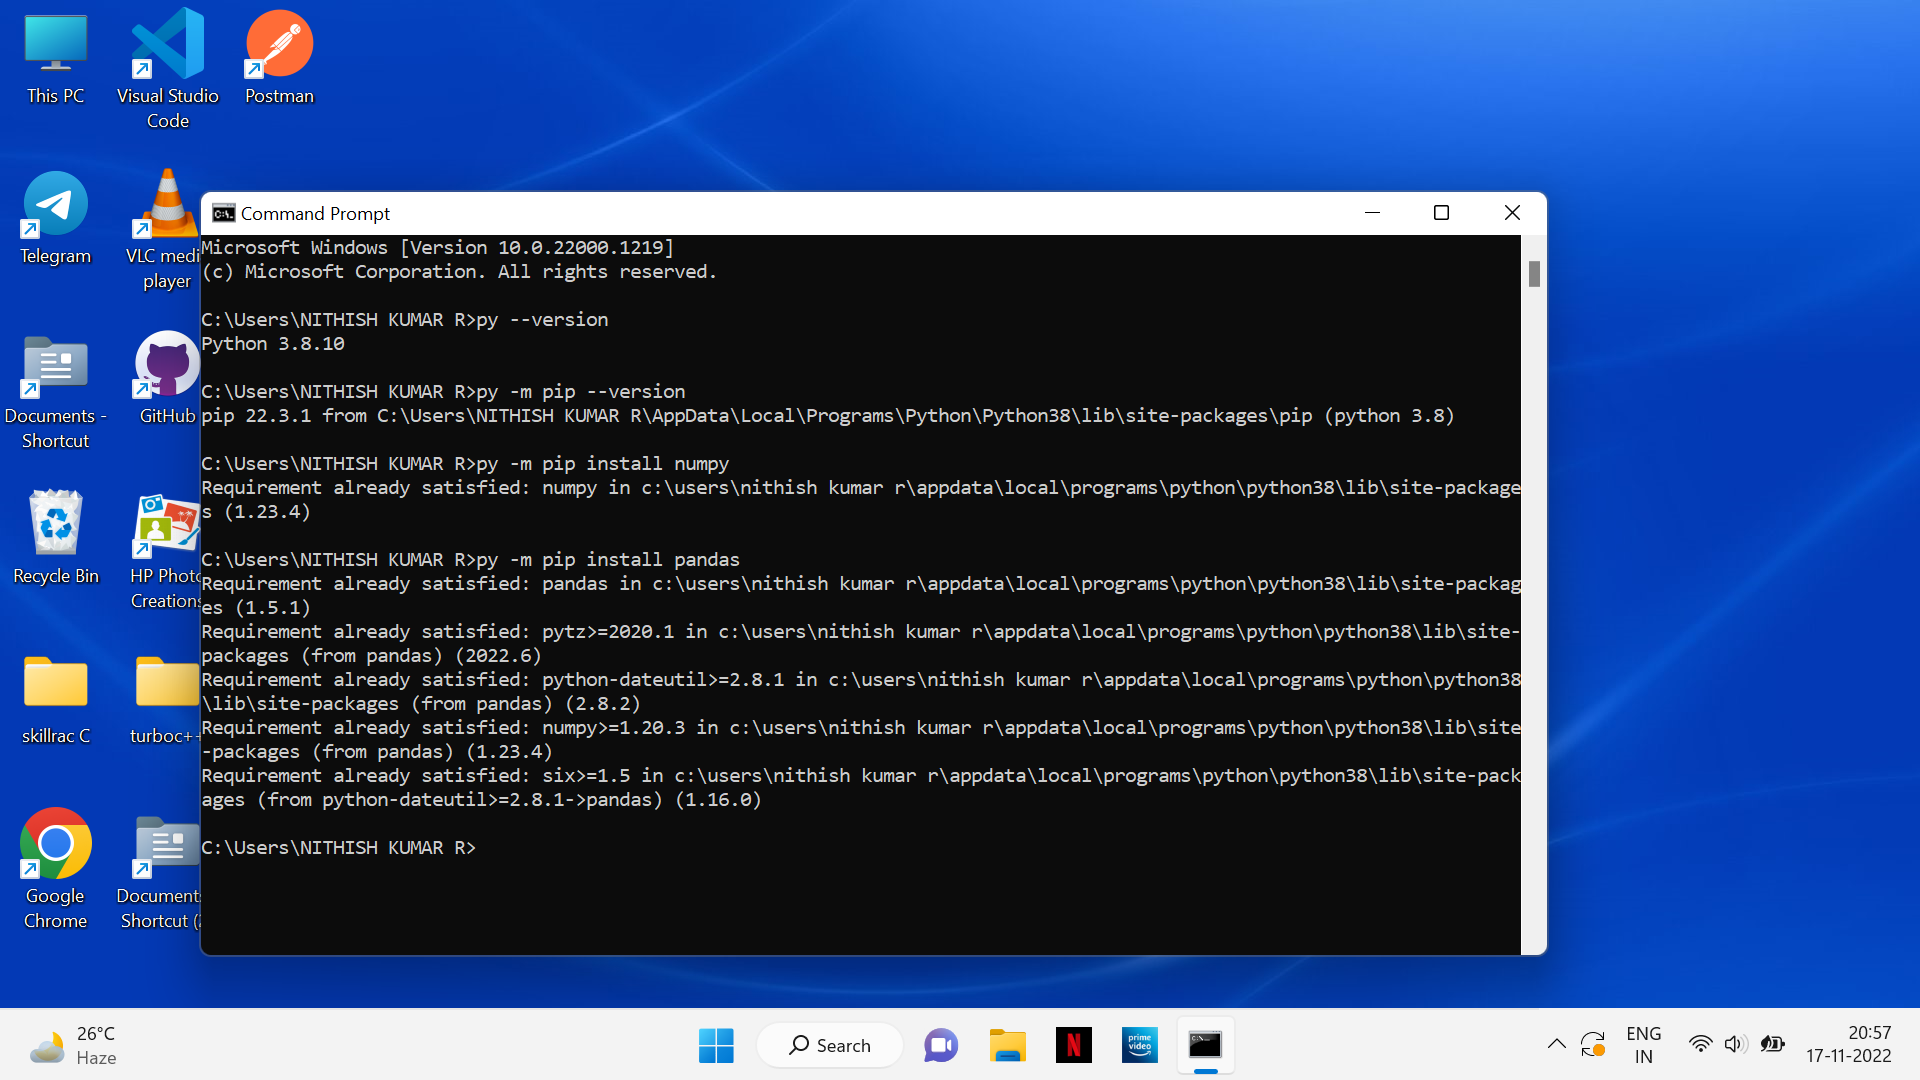 This PC
Visual Studio
Code
Postman
Telegram
VLC medi
player
Documents -
Shortcut
GitHub
Recycle Bin
HP Photo
Creations
skillrac C
turboc++
Google
Chrome
Document
Shortcut (2
Command Prompt
Microsoft Windows [Version 10.0.22000.1219]
(c) Microsoft Corporation. All rights reserved.
C:\Users\NITHISH KUMAR R>py --version
Python 3.8.10
C:\Users\NITHISH KUMAR R>py -m pip --version
pip 22.3.1 from C:\Users\NITHISH KUMAR R\AppData\Local\Programs\Python\Python38\lib\site-packages\pip (python 3.8)
C:\Users\NITHISH KUMAR R>py -m pip install numpy
Requirement already satisfied: numpy in c:\users\nithish kumar r\appdata\local\programs\python\python38\lib\site-package
s (1.23.4)
C:\Users\NITHISH KUMAR R>py -m pip install pandas
Requirement already satisfied: pandas in c:\users\nithish kumar r\appdata\local\programs\python\python38\lib\site-packag
es (1.5.1)
Requirement already satisfied: pytz>=2020.1 in c:\users\nithish kumar r\appdata\local\programs\python\python38\lib\site-
packages (from pandas) (2022.6)
Requirement already satisfied: python-dateutil>=2.8.1 in c:\users\nithish kumar r\appdata\local\programs\python\python38
\lib\site-packages (from pandas) (2.8.2)
Requirement already satisfied: numpy>=1.20.3 in c:\users\nithish kumar r\appdata\local\programs\python\python38\lib\site
-packages (from pandas) (1.23.4)
Requirement already satisfied: six>=1.5 in c:\users\nithish kumar r\appdata\local\programs\python\python38\lib\site-pack
ages (from python-dateutil>=2.8.1->pandas) (1.16.0)
C:\Users\NITHISH KUMAR R>
26°C
Haze
Search
N
prime
video
ENG
IN
20:57
17-11-2022